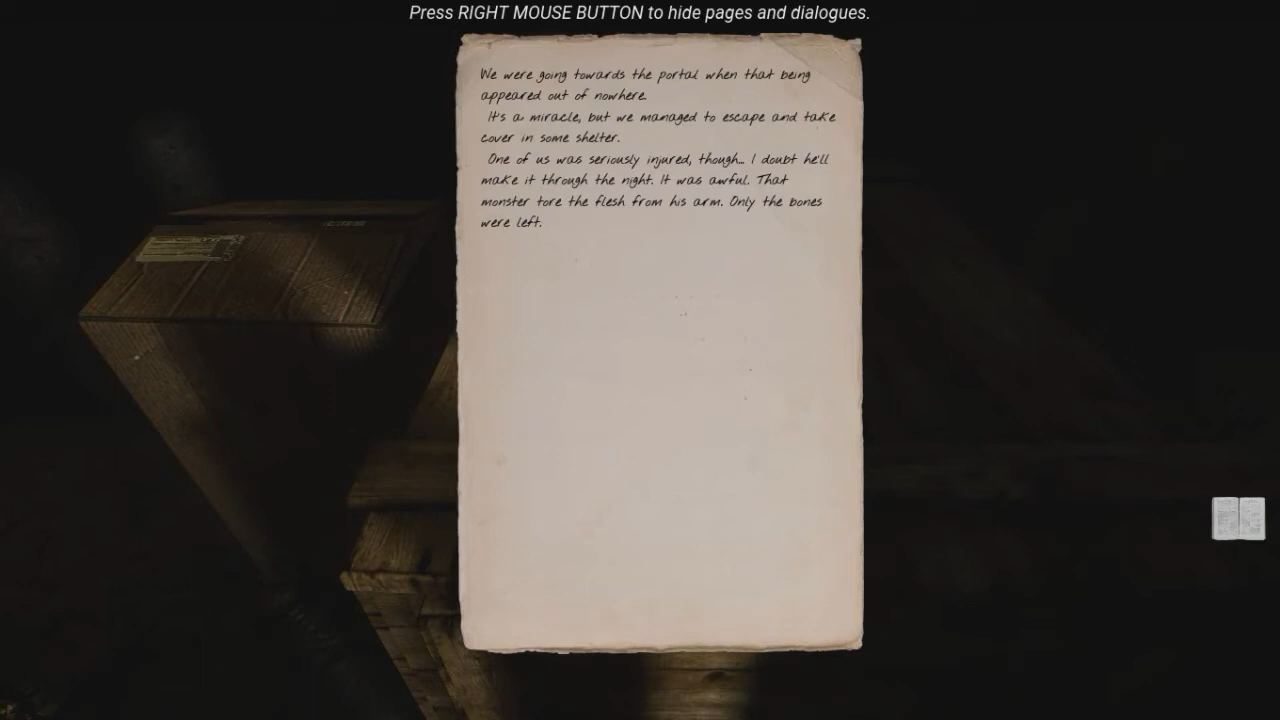 Press RIGHT MOUSE BUTTON to hide pages and dialogues.
We were going towards the portal when that being
appeared out of nowhere.
It's a miracle, but we managed to escape and take
cover in some shelter.
One of us was seriously injured, though... I doubt he'll
make it through the night. It was awful. That
monster tore the flesh from his arm. Only the bones
were left.